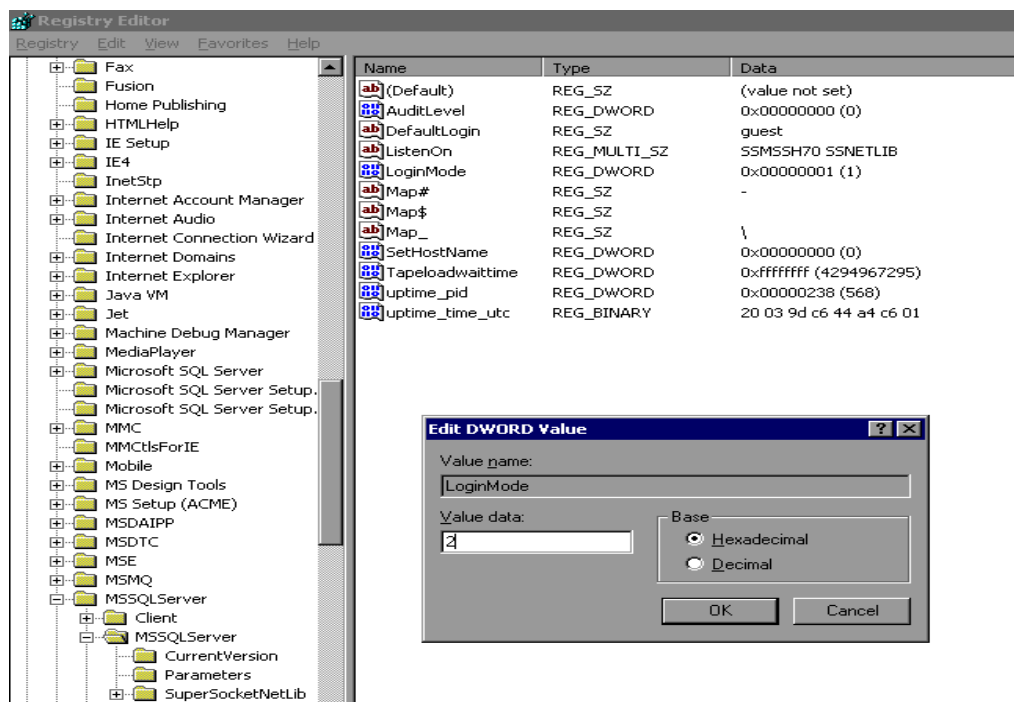 Registry Editor
Registry Edit View Favorites Help
Fax
Fusion
Home Publishing
HTMLHelp
IE Setup
IE4
InetStp
Internet Account Manager
Internet Audio
Internet Connection Wizard
Internet Domains
Internet Explorer
Java VM
Jet
Machine Debug Manager
MediaPlayer
Microsoft SQL Server
Microsoft SQL Server Setup.
Microsoft SQL Server Setup.
MMC
MMCtlsForIE
Mobile
MS Design Tools
MS Setup (ACME)
MSDAIPP
MSDTC
MSE
MSMQ
MSSQLServer
Client
MSSQLServer
CurrentVersion
Parameters
SuperSocketNetLib
Name Type Data
(Default) REG_SZ (value not set)
AuditLevel REG_DWORD 0x00000000 (0)
DefaultLogin REG_SZ guest
ListenOn REG_MULTI_SZ SSMSSH70 SSNETLIB
LoginMode REG_DWORD 0x00000001 (1)
Map# REG_SZ -
Map$ REG_SZ
Map_ REG_SZ \
SetHostName REG_DWORD 0x00000000 (0)
Tapeloadwaittime REG_DWORD 0xffffffff (4294967295)
uptime_pid REG_DWORD 0x00000238 (568)
uptime_time_utc REG_BINARY 20 03 9d c6 44 a4 c6 01
Edit DWORD Value
Value name:
LoginMode
Value data:
2
Base
Hexadecimal
Decimal
OK Cancel